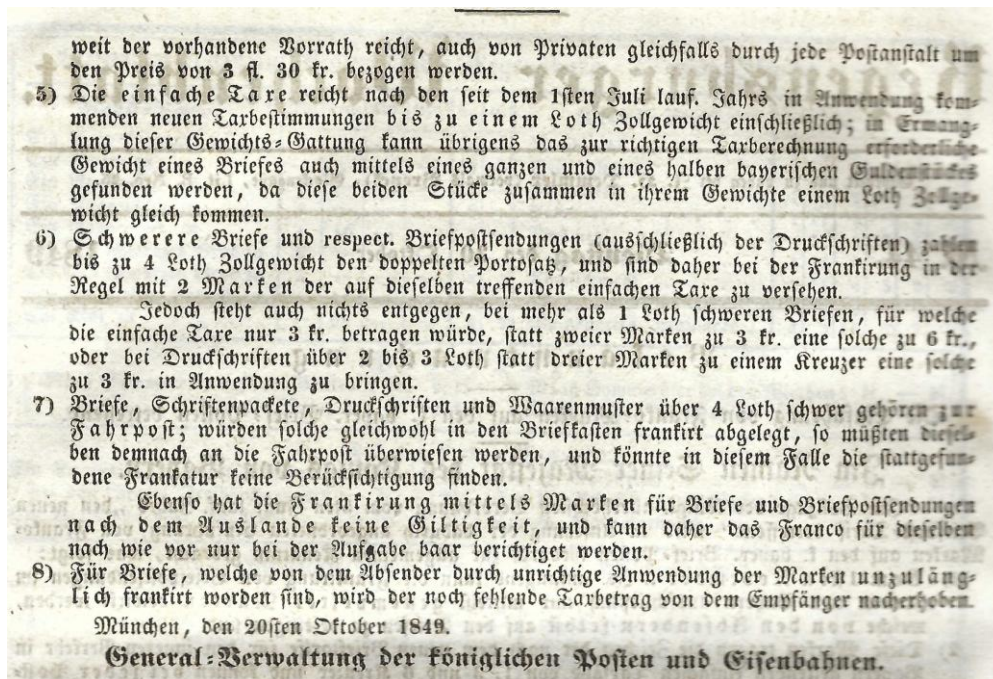 weit der vorhandene Vorrath reicht, auch von Privaten gleichfalls durch jede Postanstalt um
den Preis von 3 fl. 30 kr. bezogen werden.
5) Die einfache Taxe reicht nach den seit dem 1sten Juli lauf. Jahrs in Anwendung kom-
menden neuen Taxbestimmungen bis zu einem Loth Zollgewicht einschließlich; in Ermang-
lung dieser Gewichts-Gattung kann übrigens das zur richtigen Taxberechnung erforderliche
Gewicht eines Briefes auch mittels eines ganzen und eines halben bayerischen Guldenstückes
gefunden werden, da diese beiden Stücke zusammen in ihrem Gewichte einem Loth Zollge-
wicht gleich kommen.
6) Schwerere Briefe und respect. Briefpostsendungen (ausschließlich der Druckschriften) zahlen
bis zu 4 Loth Zollgewicht den doppelten Portosatz, und sind daher bei der Frankirung in der
Regel mit 2 Marken der auf dieselben treffenden einfachen Taxe zu versehen.
Jedoch steht auch nichts entgegen, bei mehr als 1 Loth schweren Briefen, für welche
die einfache Taxe nur 3 kr. betragen würde, statt zweier Marken zu 3 kr. eine solche zu 6 kr.,
oder bei Druckschriften über 2 bis 3 Loth statt dreier Marken zu einem Kreuzer eine solche
zu 3 kr. in Anwendung zu bringen.
7) Briefe, Schriftenpackete, Druckschriften und Waarenmuster über 4 Loth schwer gehören zur
Fahrpost; würden solche gleichwohl in den Briefkasten frankirt abgelegt, so müßten diesel-
ben demnach an die Fahrpost überwiesen werden, und könnte in diesem Falle die stattgefun-
dene Frankatur keine Berücksichtigung finden.
Ebenso hat die Frankirung mittels Marken für Briefe und Briefpostsendungen
nach dem Auslande keine Giltigkeit, und kann daher das Franco für dieselben
nach wie vor nur bei der Aufgabe baar berichtiget werden.
8) Für Briefe, welche von dem Absender durch unrichtige Anwendung der Marken unzuläng-
lich frankirt worden sind, wird der noch fehlende Taxbetrag von dem Empfänger nacherhoben.
München, den 20sten Oktober 1849.
General-Verwaltung der königlichen Posten und Eisenbahnen.